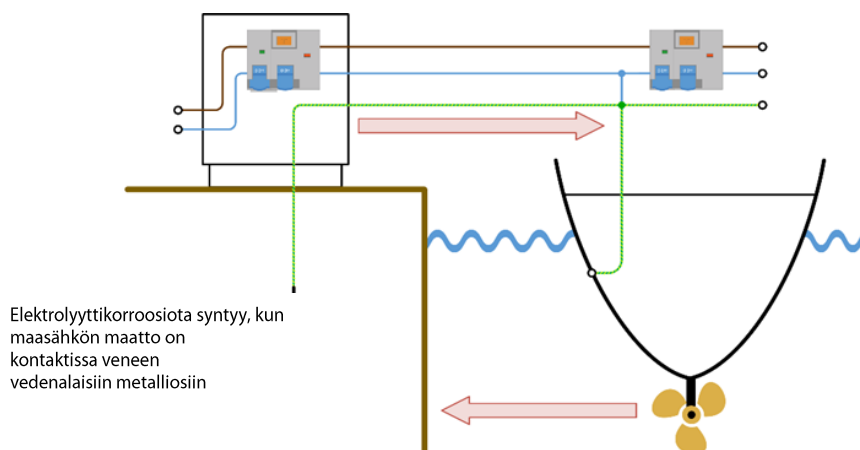 Elektrolyyttikorroosiota syntyy, kun
maasähkön maatto on
kontaktissa veneen
vedenalaisiin metalliosiin